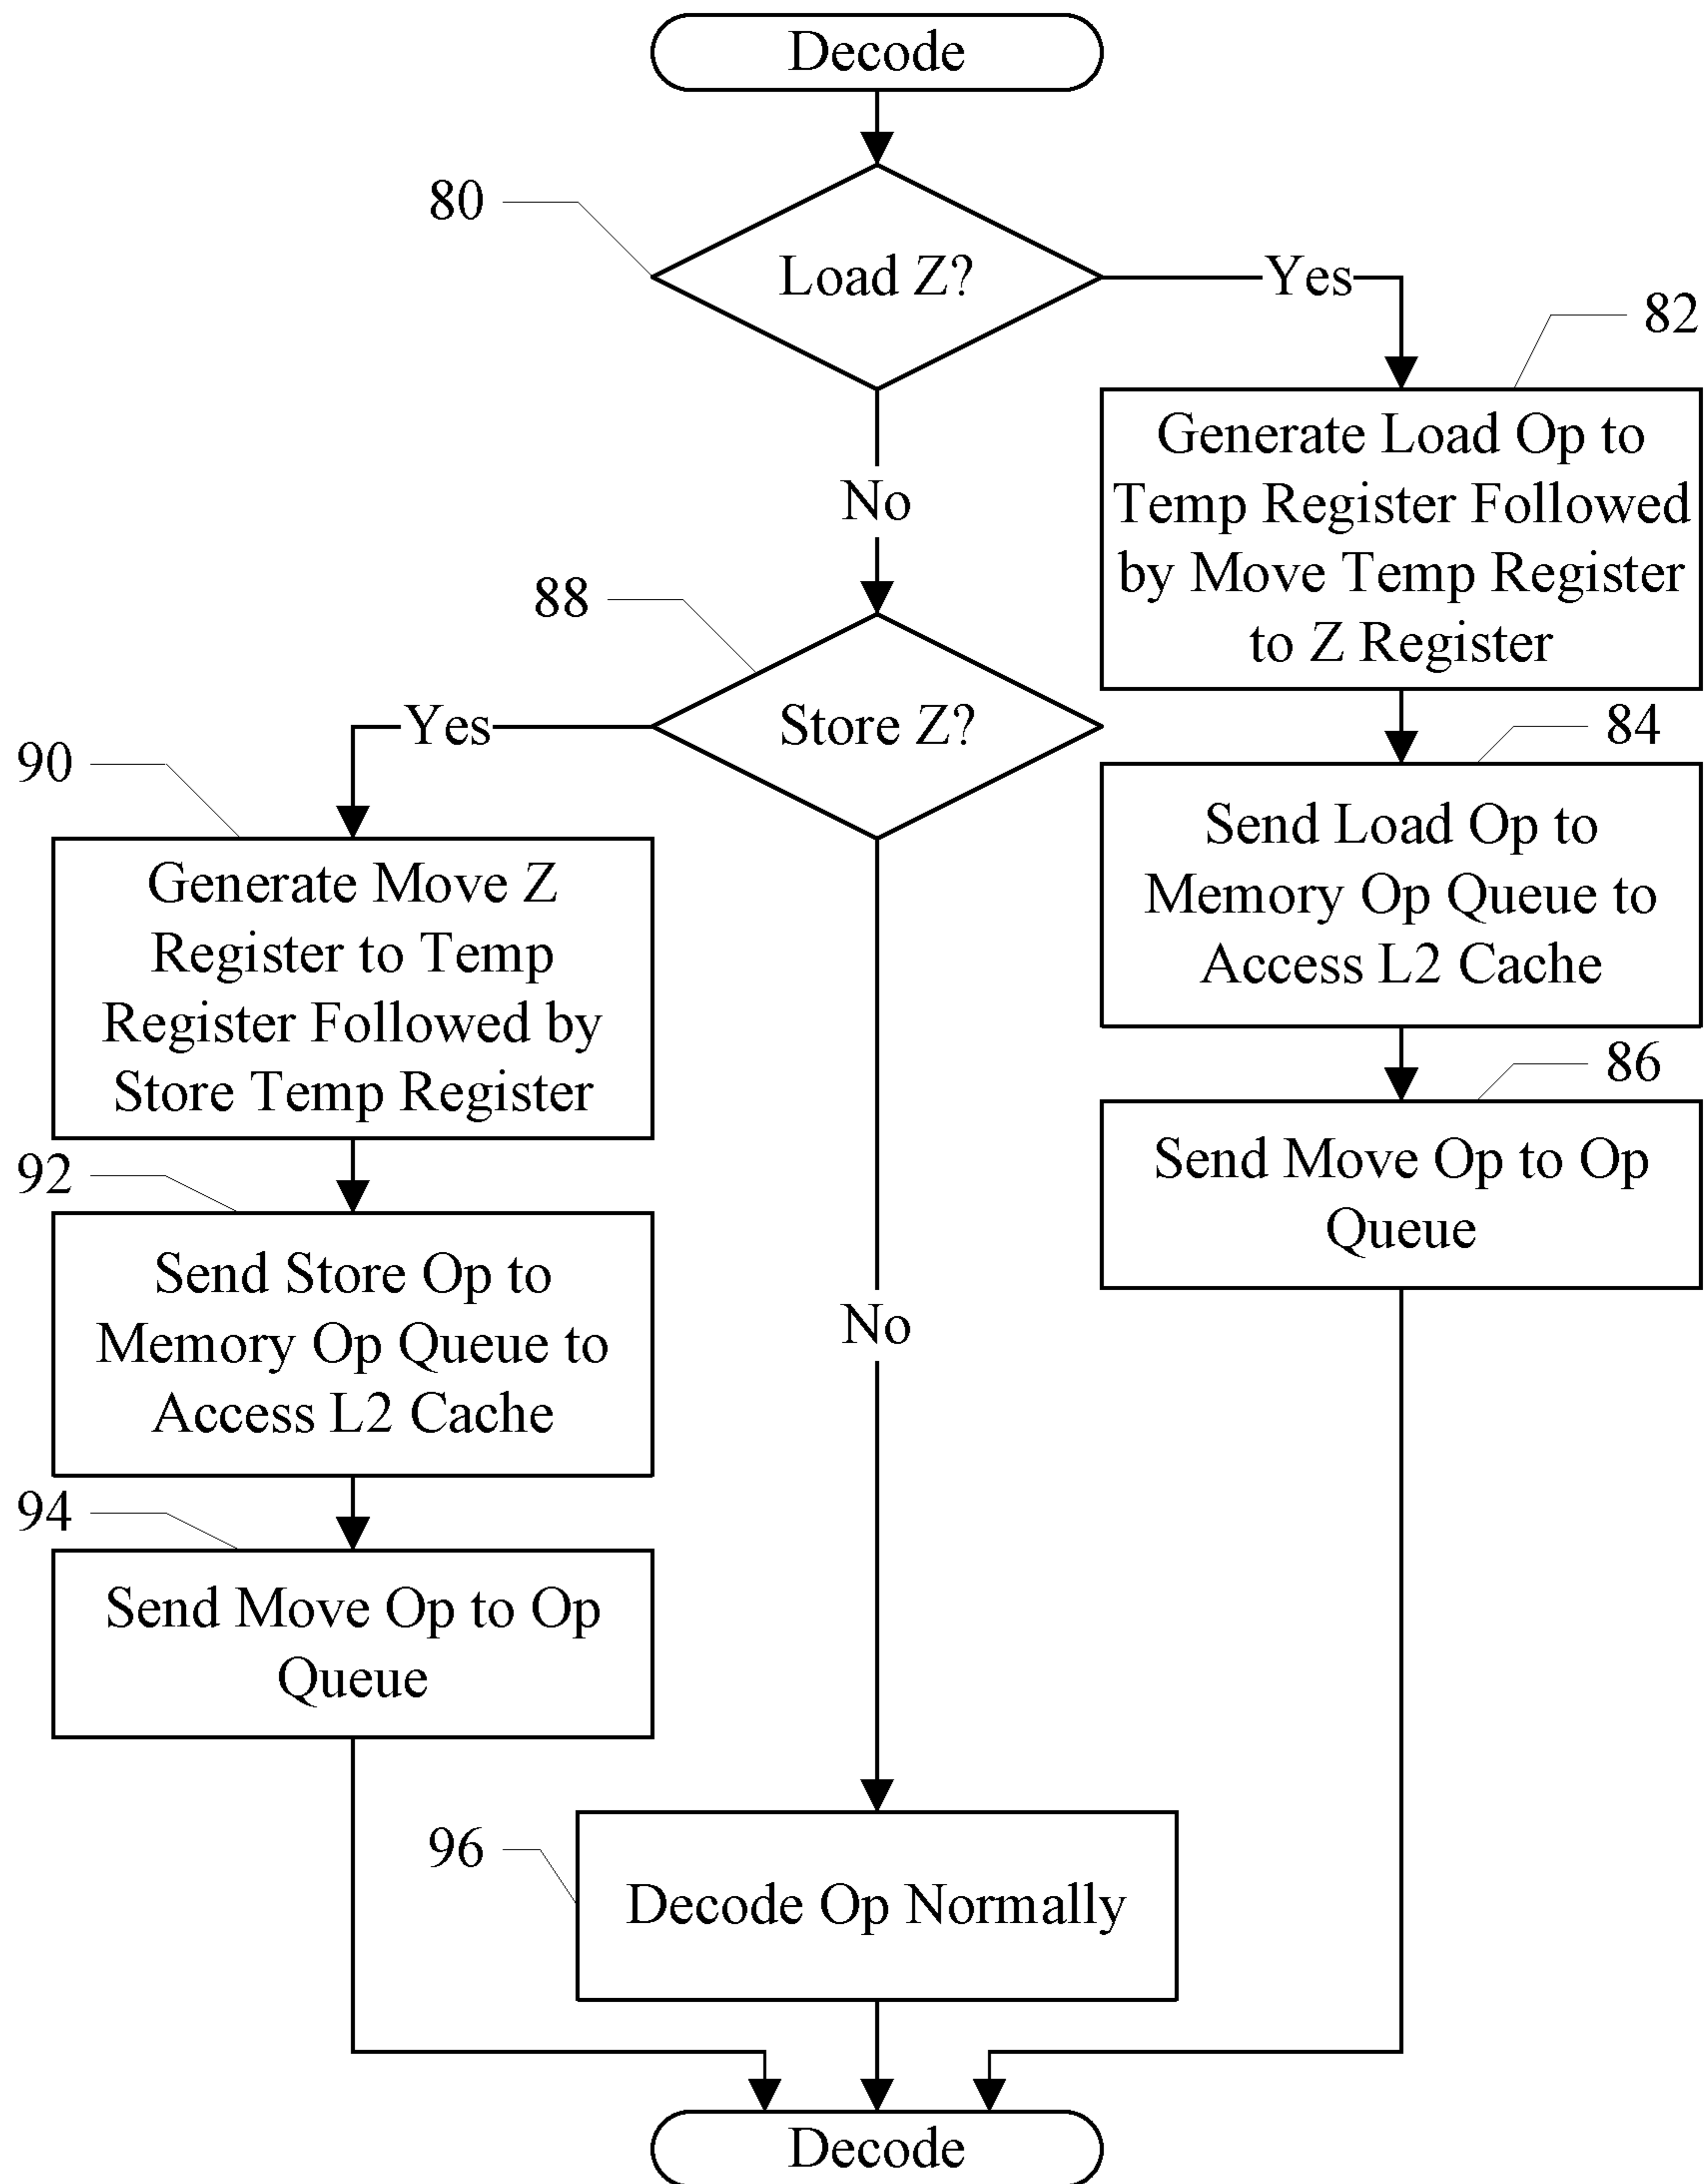 Decode
80
Load Z?
Yes
82
Generate Load Op to
Temp Register Followed
by Move Temp Register
to Z Register
No
88
Store Z?
Yes
84
Send Load Op to
Memory Op Queue to
Access L2 Cache
90
Generate Move Z
Register to Temp
Register Followed by
Store Temp Register
86
Send Move Op to Op
Queue
92
Send Store Op to
Memory Op Queue to
Access L2 Cache
No
94
Send Move Op to Op
Queue
96
Decode Op Normally
Decode